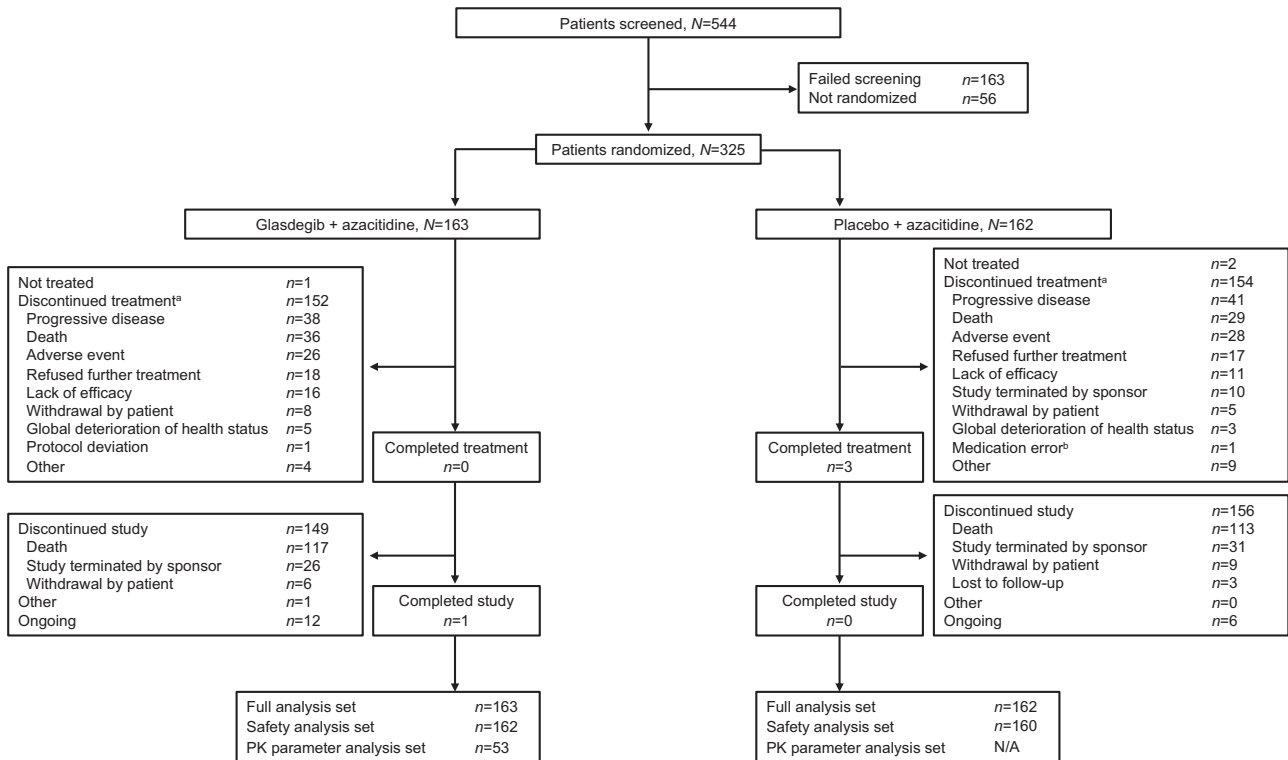 Patients screened, N=544
Failed screening n=163
Not randomized n=56
Patients randomized, N=325
Glasdegib + azacitidine, N=163
Placebo + azacitidine, N=162
Not treated n=1
Discontinued treatmentᵃ n=152
Progressive disease n=38
Death n=36
Adverse event n=26
Refused further treatment n=18
Lack of efficacy n=16
Withdrawal by patient n=8
Global deterioration of health status n=5
Protocol deviation n=1
Other n=4
Not treated n=2
Discontinued treatmentᵃ n=154
Progressive disease n=41
Death n=29
Adverse event n=28
Refused further treatment n=17
Lack of efficacy n=11
Study terminated by sponsor n=10
Withdrawal by patient n=5
Global deterioration of health status n=3
Medication errorᵇ n=1
Other n=9
Completed treatment
n=0
Completed treatment
n=3
Discontinued study n=149
Death n=117
Study terminated by sponsor n=26
Withdrawal by patient n=6
Other n=1
Ongoing n=12
Discontinued study n=156
Death n=113
Study terminated by sponsor n=31
Withdrawal by patient n=9
Lost to follow-up n=3
Other n=0
Ongoing n=6
Completed study
n=1
Completed study
n=0
Full analysis set n=163
Safety analysis set n=162
PK parameter analysis set n=53
Full analysis set n=162
Safety analysis set n=160
PK parameter analysis set N/A